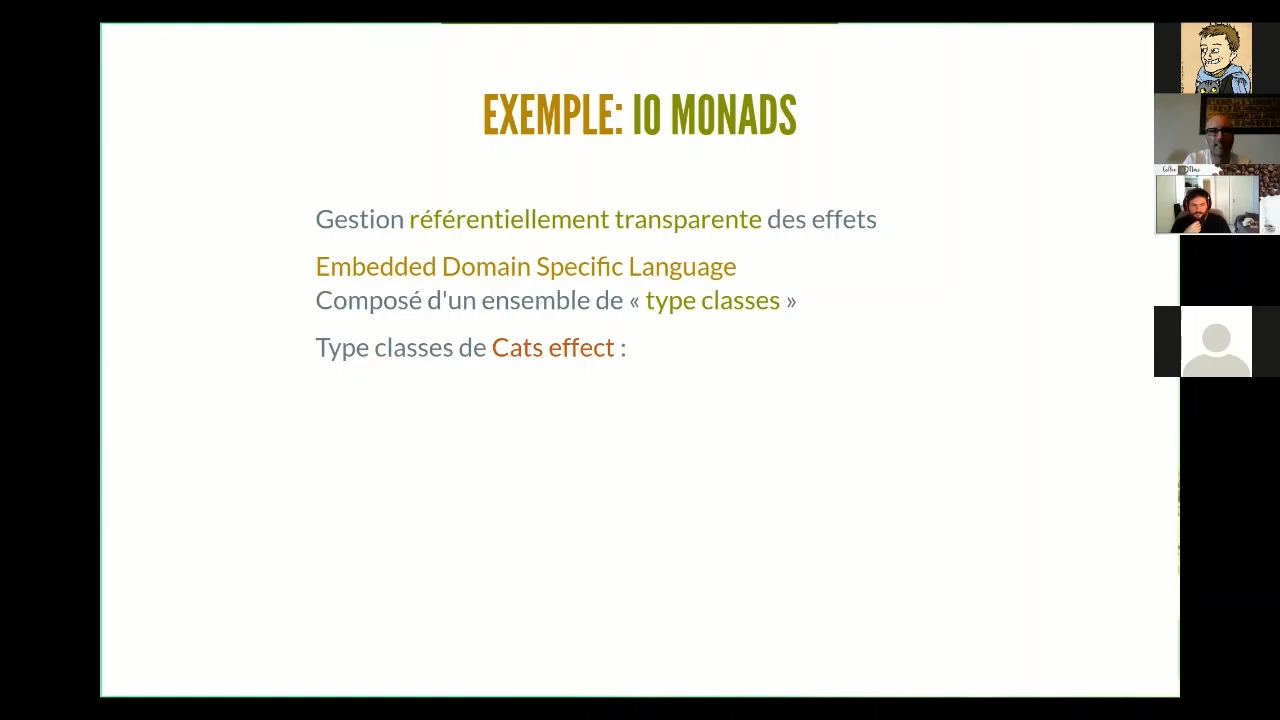 EXEMPLE: IO MONADS
Gestion référentiellement transparente des effets
Embedded Domain Specific Language
Composé d'un ensemble de « type classes »
Type classes de Cats effect :